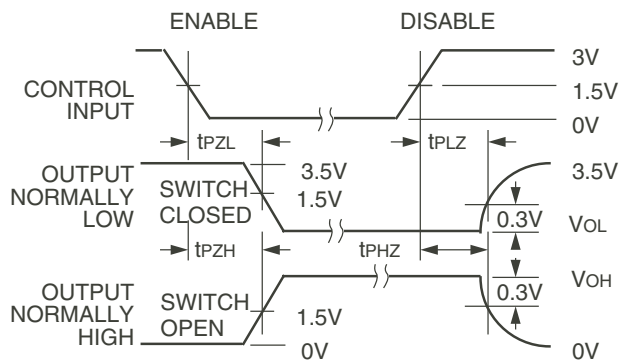 ENABLE
DISABLE
CONTROL
INPUT
3V
1.5V
0V
tPZL
tPLZ
OUTPUT
NORMALLY
LOW
SWITCH
CLOSED
3.5V
1.5V
3.5V
0.3V
VOL
tPZH
tPHZ
OUTPUT
NORMALLY
HIGH
SWITCH
OPEN
1.5V
0V
VOH
0.3V
0V